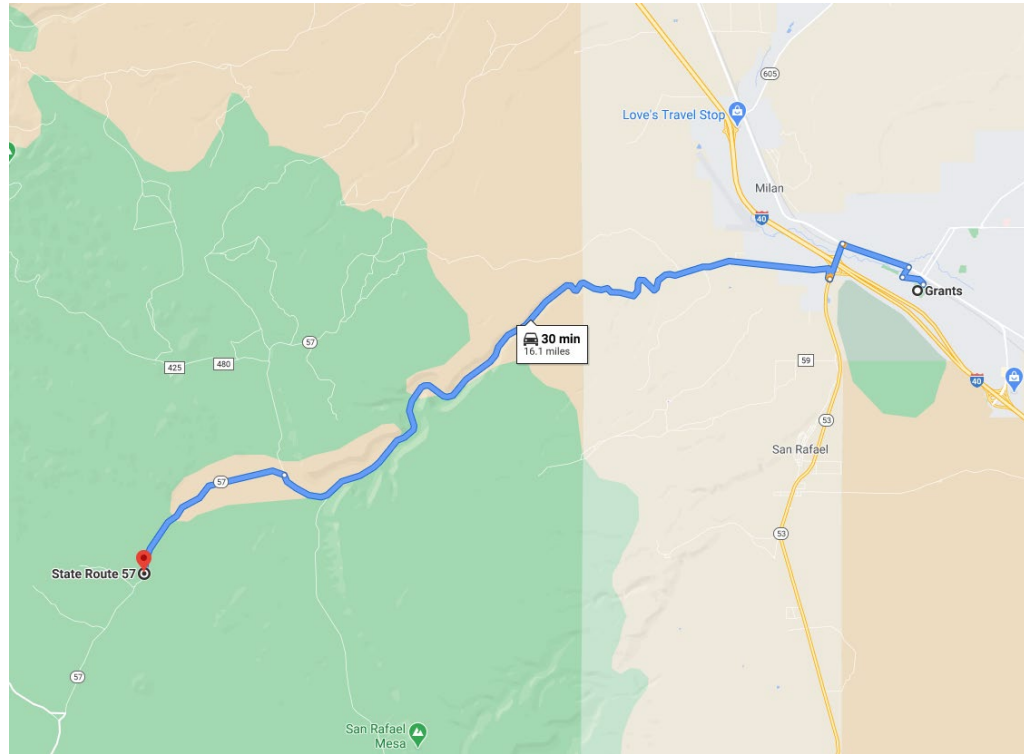 605
Love's Travel Stop
Milan
40
Grants
57
30 min
16.1 miles
425
480
59
40
53
San Rafael
57
53
State Route 57
57
San Rafael
Mesa